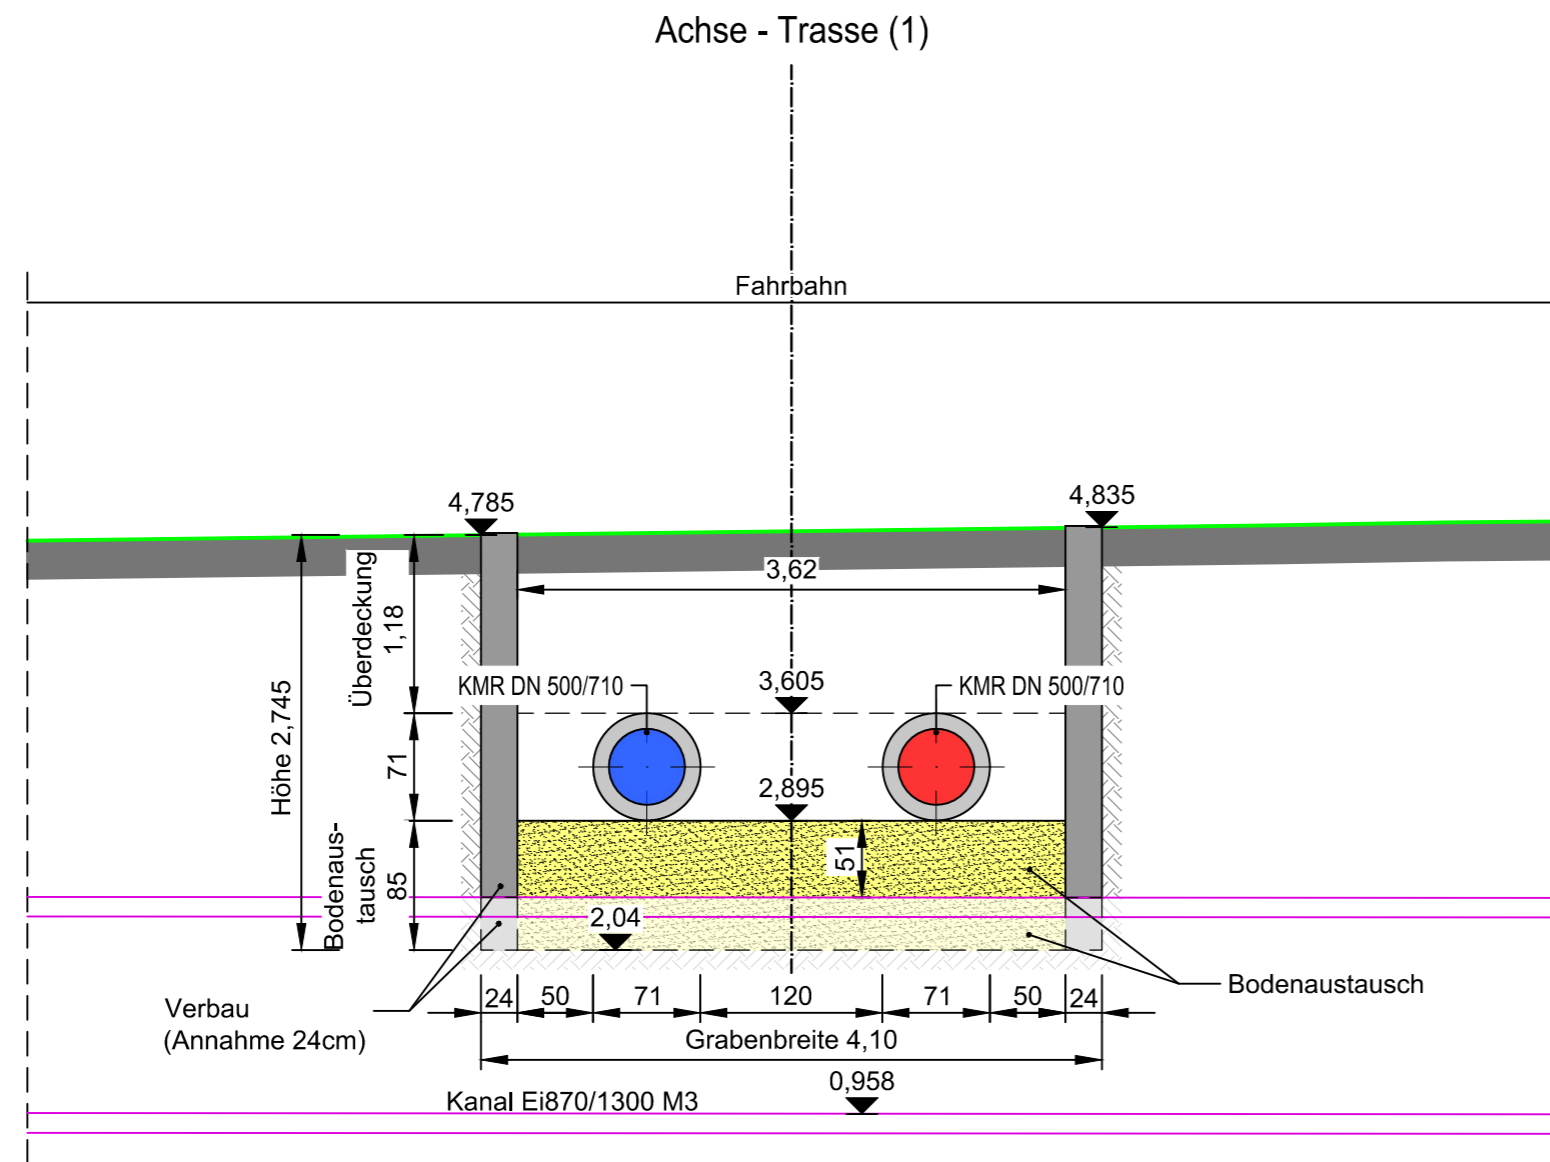 Achse - Trasse (1)
Fahrbahn
4,785
4,835
3,62
Überdeckung
1,18
KMR DN 500/710
3,605
KMR DN 500/710
Höhe 2,745
71
2,895
Bodenaus-
tausch
85
51
2,04
Bodenaustausch
24
50
71
120
71
50
24
Verbau
(Annahme 24cm)
Grabenbreite 4,10
0,958
Kanal Ei870/1300 M3